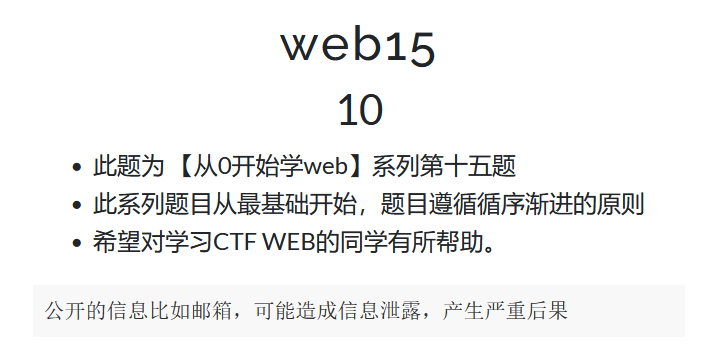 web15
10
此题为 【从0开始学web】系列第十五题
此系列题目从最基础开始，题目遵循循序渐进的原则
希望对学习CTF WEB的同学有所帮助。
公开的信息比如邮箱，可能造成信息泄露，产生严重后果